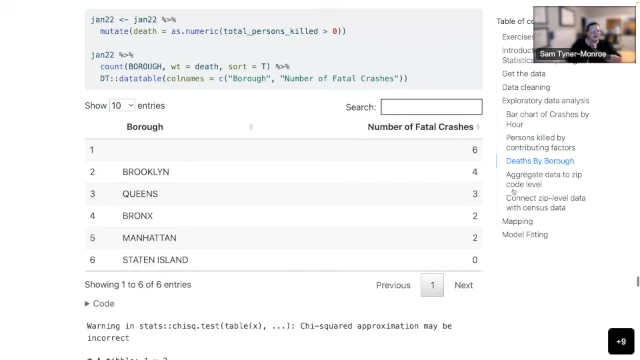 jan22 <- jan22 %>%
mutate(death = as.numeric(total_persons_killed > 0))
jan22 %>%
count(BOROUGH, wt = death, sort = T) %>%
DT::datatable(colnames = c("Borough", "Number of Fatal Crashes"))
Show 10 entries
Search:
Borough Number of Fatal Crashes
1 6
2 BROOKLYN 4
3 QUEENS 3
4 BRONX 2
5 MANHATTAN 2
6 STATEN ISLAND 0
Showing 1 to 6 of 6 entries
Previous 1 Next
Code
Warning in stats::chisq.test(table(x), ...): Chi-squared approximation may be
incorrect
Table of
Exercises
Introduc
Statistics
Get the data
Data cleaning
Exploratory data analysis
Bar chart of Crashes by
Hour
Persons killed by
contributing factors
Deaths By Borough
Aggregate data to zip
code level
Connect zip-level data
with census data
Mapping
Model Fitting
Sam Tyner-Monroe
+9